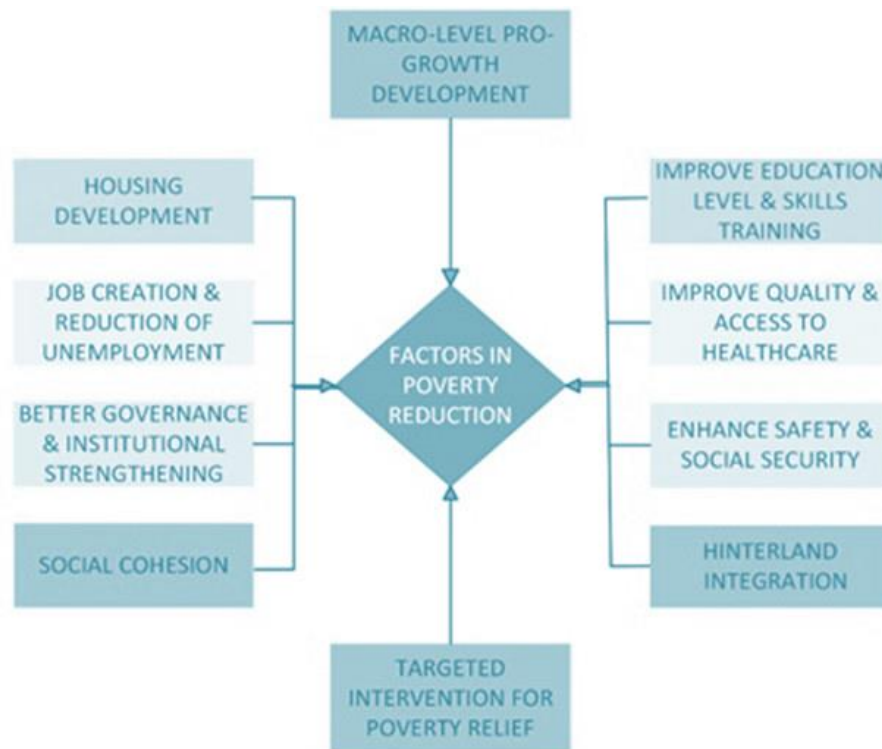 MACRO-LEVEL PRO-
GROWTH
DEVELOPMENT
HOUSING
DEVELOPMENT
JOB CREATION &
REDUCTION OF
UNEMPLOYMENT
BETTER GOVERNANCE
& INSTITUTIONAL
STRENGTHENING
SOCIAL COHESION
FACTORS IN
POVERTY
REDUCTION
IMPROVE EDUCATION
LEVEL & SKILLS
TRAINING
IMPROVE QUALITY &
ACCESS TO
HEALTHCARE
ENHANCE SAFETY &
SOCIAL SECURITY
HINTERLAND
INTEGRATION
TARGETED
INTERVENTION FOR
POVERTY RELIEF